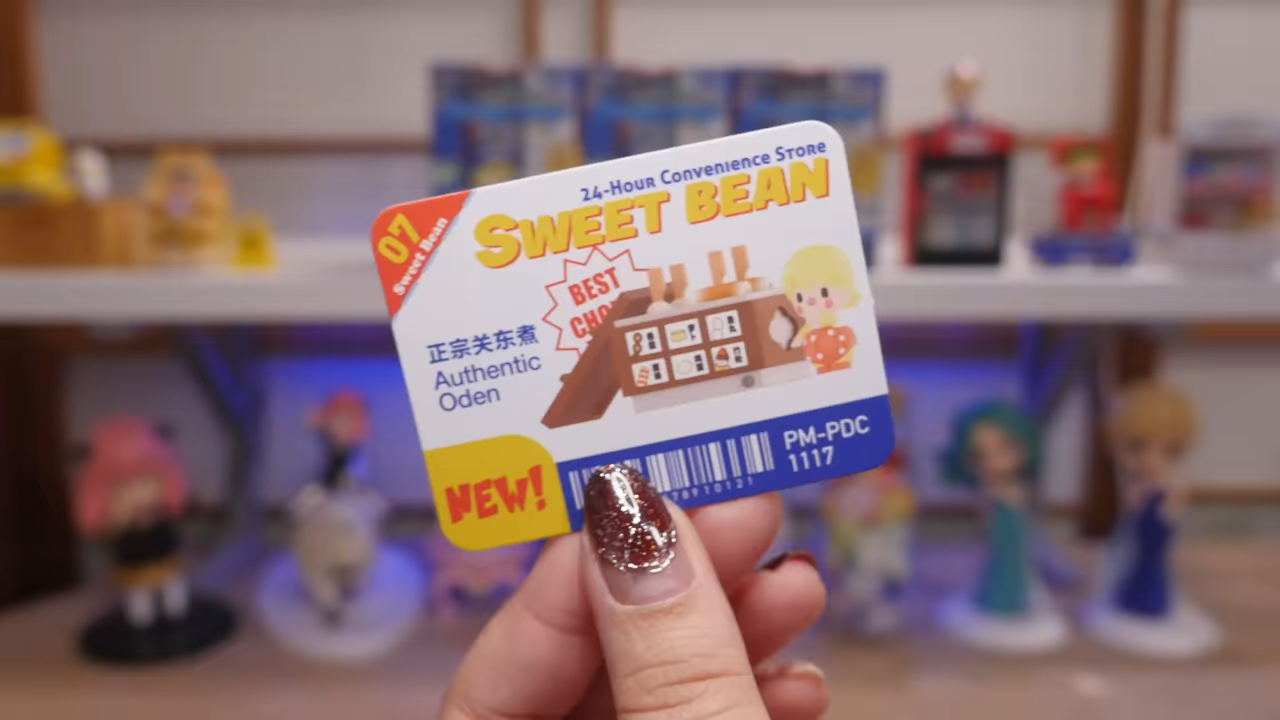 24-Hour Convenience Store
SWEET BEAN
07
Sweet Bean
BEST
正宗关东煮
Authentic
Oden
NEW!
78910121
PM-PDC
1117